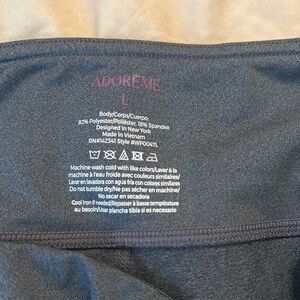 ADORE ME
L
Body/Corps/Cuerpo
82% Polyester/Poliéster, 18% Spandex
Designed in New York
Made in Vietnam
RN#142341 Style #WP0047L
Machine wash cold with like colors/Laver à la
machine à l'eau froide avec couleurs similaires/
Lavar en lavadora con agua fría con colores similares
Do not tumble dry/Ne pas sécher en machine/
No secar en secadora
Cool iron if needed/Repasser à basse température
au besoin/Usar plancha tibia si es necesario